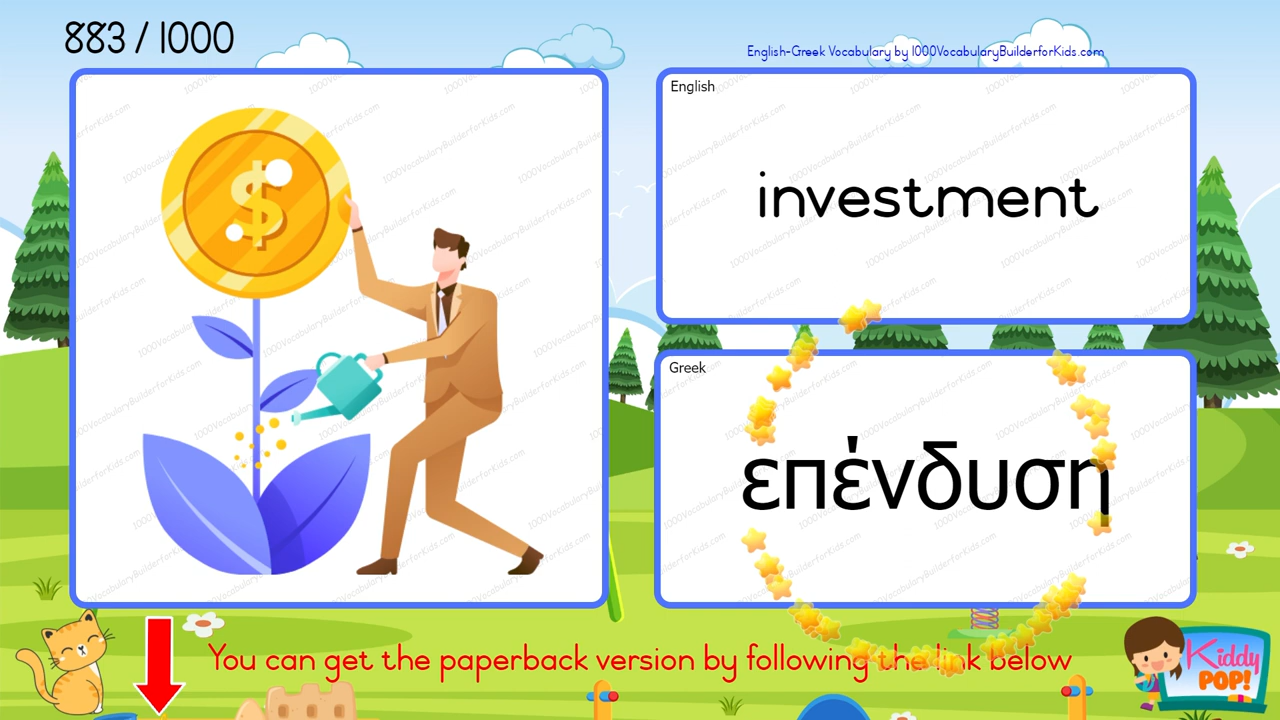 883 / 1000
English-Greek Vocabulary by 1000VocabularyBuilderforKids.com
English
investment
Greek
επένδυση
You can get the paperback version by following the link below
Kiddy
POP!